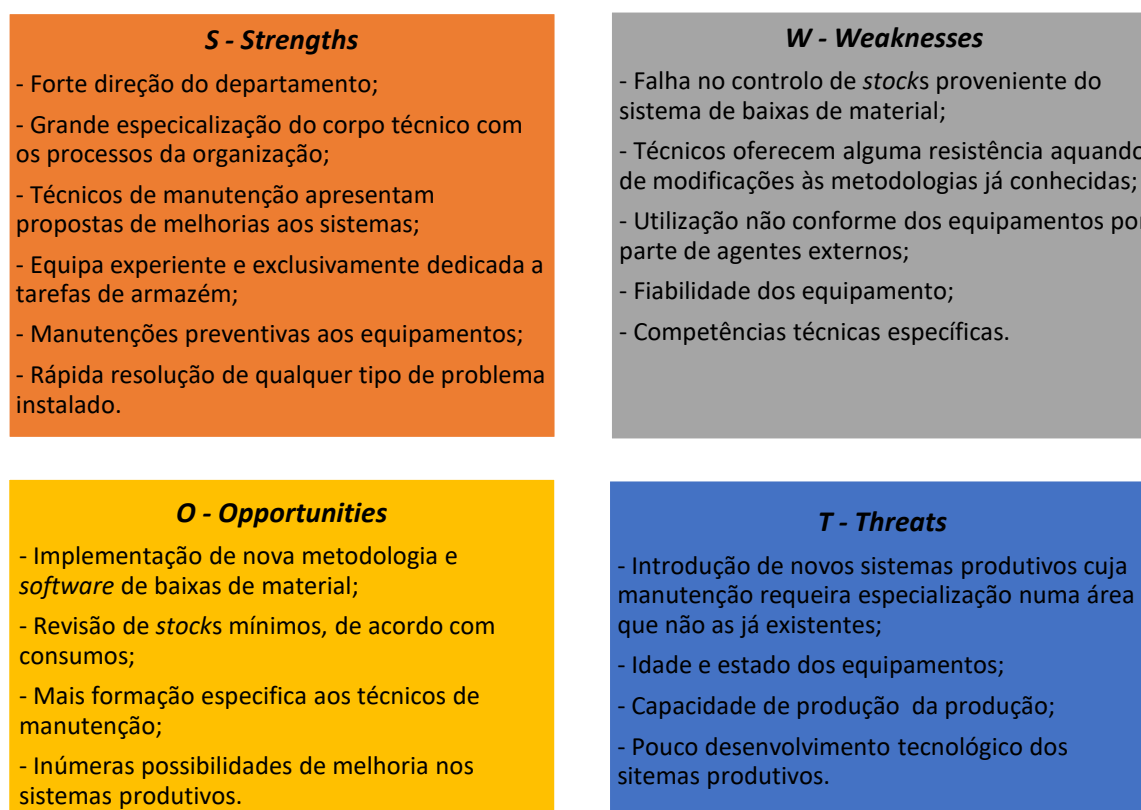 S - Strengths
- Forte direção do departamento;
- Grande especicalização do corpo técnico com
os processos da organização;
- Técnicos de manutenção apresentam
propostas de melhorias aos sistemas;
- Equipa experiente e exclusivamente dedicada a
tarefas de armazém;
- Manutenções preventivas aos equipamentos;
- Rápida resolução de qualquer tipo de problema
instalado.
W - Weaknesses
- Falha no controlo de stocks proveniente do
sistema de baixas de material;
- Técnicos oferecem alguma resistência aquando
de modificações às metodologias já conhecidas;
- Utilização não conforme dos equipamentos por
parte de agentes externos;
- Fiabilidade dos equipamento;
- Competências técnicas específicas.
O - Opportunities
- Implementação de nova metodologia e
software de baixas de material;
- Revisão de stocks mínimos, de acordo com
consumos;
- Mais formação especifica aos técnicos de
manutenção;
- Inúmeras possibilidades de melhoria nos
sistemas produtivos.
T - Threats
- Introdução de novos sistemas produtivos cuja
manutenção requeira especialização numa área
que não as já existentes;
- Idade e estado dos equipamentos;
- Capacidade de produção  da produção;
- Pouco desenvolvimento tecnológico dos
sitemas produtivos.